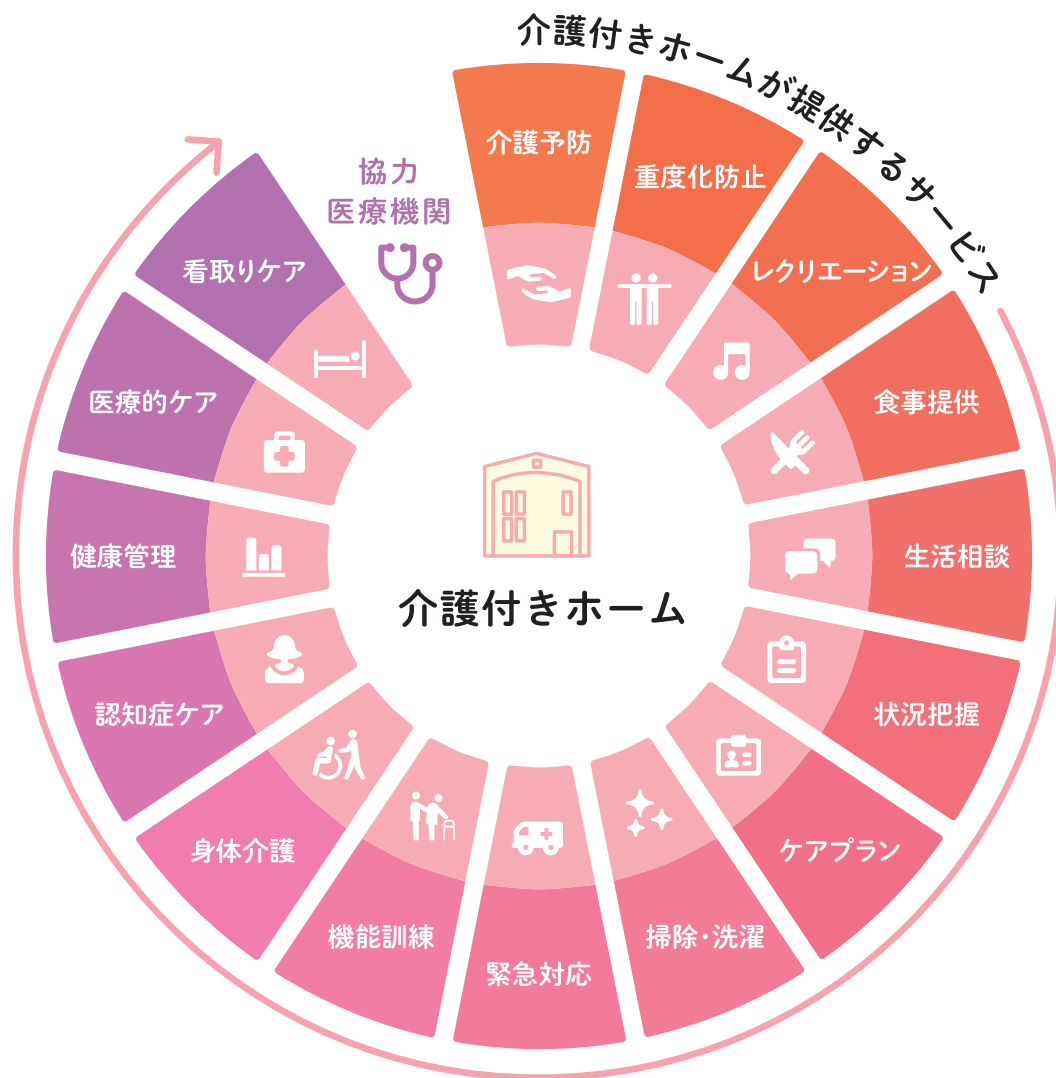 介護付きホームが提供するサービス
介護予防
重度化防止
レクリエーション
食事提供
生活相談
状況把握
ケアプラン
掃除・洗濯
緊急対応
機能訓練
身体介護
認知症ケア
健康管理
医療的ケア
看取りケア
協力
医療機関
介護付きホーム